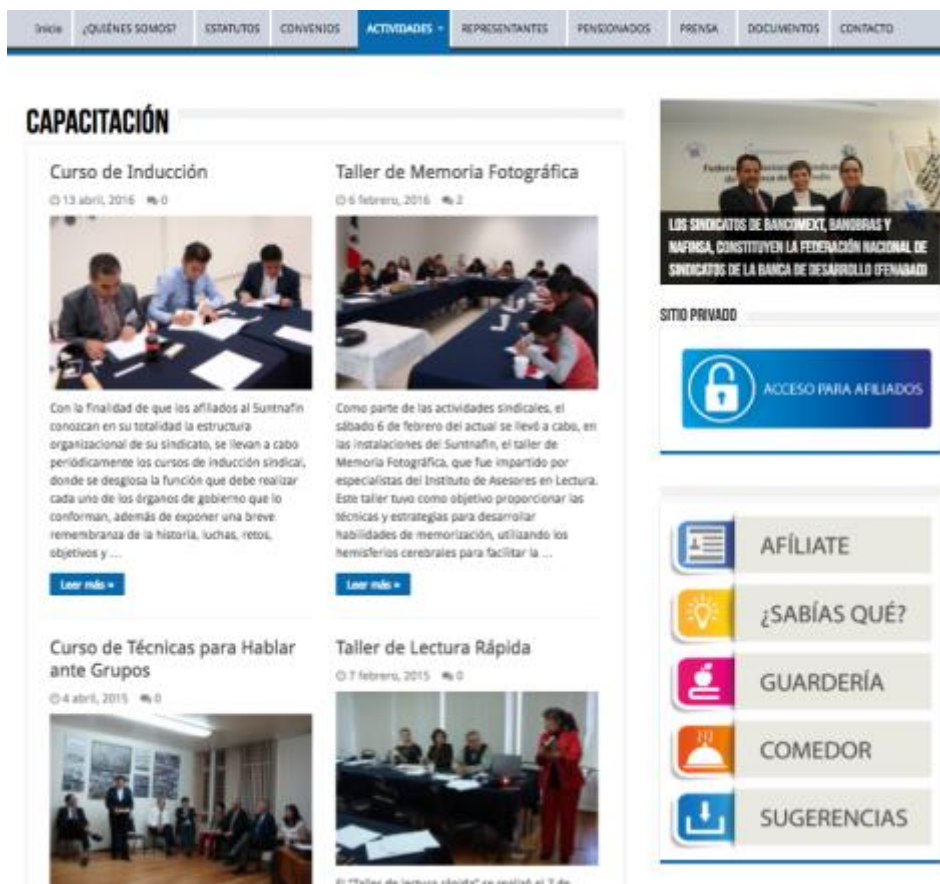 Inicio
¿QUIÉNES SOMOS?
ESTATUTOS
CONVENIOS
ACTIVIDADES
REPRESENTANTES
PENSIONADOS
PRENSA
DOCUMENTOS
CONTACTO
CAPACITACIÓN
Curso de Inducción
13 abril, 2016 0
Con la finalidad de que los afiliados al Suntnafin
conozcan en su totalidad la estructura
organizacional de su sindicato, se llevan a cabo
periódicamente los cursos de inducción sindical,
donde se desglosa la función que debe realizar
cada uno de los órganos de gobierno que lo
conforman, además de exponer una breve
remembranza de la historia, luchas, retos,
objetivos y ...
Leer más »
Taller de Memoria Fotográfica
6 febrero, 2016 2
Como parte de las actividades sindicales, el
sábado 6 de febrero del actual se llevó a cabo, en
las instalaciones del Suntnafin, el taller de
Memoria Fotográfica, que fue impartido por
especialistas del Instituto de Asesores en Lectura.
Este taller tuvo como objetivo proporcionar las
técnicas y estrategias para desarrollar
habilidades de memorización, utilizando los
hemisferios cerebrales para facilitar la ...
Leer más »
Curso de Técnicas para Hablar
ante Grupos
4 abril, 2015 0
Taller de Lectura Rápida
7 febrero, 2015 0
El "Taller de lectura rápida" se realizó el 7 de
LOS SINDICATOS DE BANCOMEXT, BANOBRAS Y
NAFINSA, CONSTITUYEN LA FEDERACIÓN NACIONAL DE
SINDICATOS DE LA BANCA DE DESARROLLO (FENABAD)
SITIO PRIVADO
ACCESO PARA AFILIADOS
AFÍLIATE
¿SABÍAS QUÉ?
GUARDERÍA
COMEDOR
SUGERENCIAS